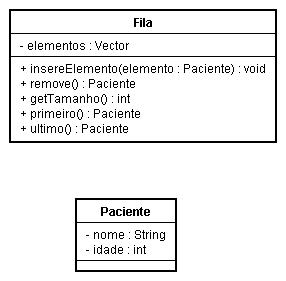 Fila
- elementos : Vector
+ insereElemento(elemento : Paciente) : void
+ remove() : Paciente
+ getTamanho() : int
+ primeiro() : Paciente
+ ultimo() : Paciente
Paciente
- nome : String
- idade : int